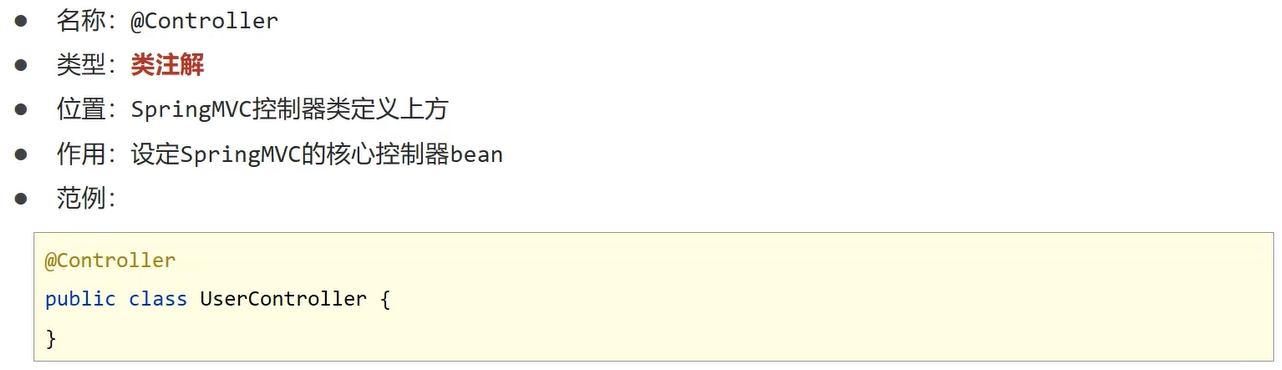 ● 名称：@Controller
● 类型：类注解
● 位置：SpringMVC控制器类定义上方
● 作用：设定SpringMVC的核心控制器bean
● 范例：
@Controller
public class UserController {
}